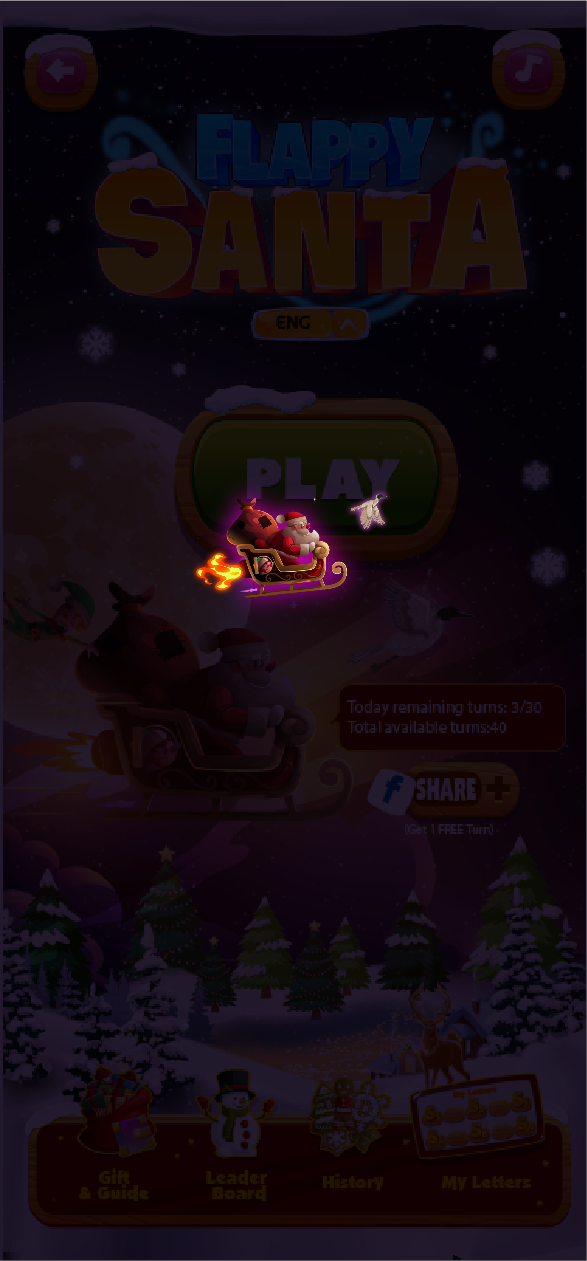 FLAPPY
SANTA
ENG
PLAY
Today remaining turns: 3/30
Total available turns:40
f SHARE +
(Get 1 FREE Turn)
Gift
& Guide
Leader
Board
History
My Letters